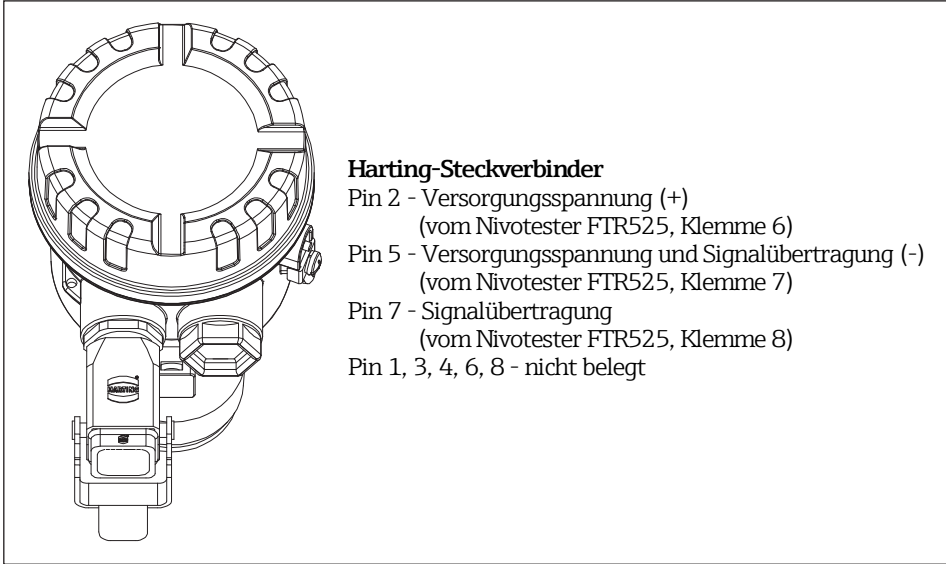 Harting-Steckverbinder
Pin 2 - Versorgungsspannung (+)
(vom Nivotester FTR525, Klemme 6)
Pin 5 - Versorgungsspannung und Signalübertragung (-)
(vom Nivotester FTR525, Klemme 7)
Pin 7 - Signalübertragung
(vom Nivotester FTR525, Klemme 8)
Pin 1, 3, 4, 6, 8 - nicht belegt
HARTING